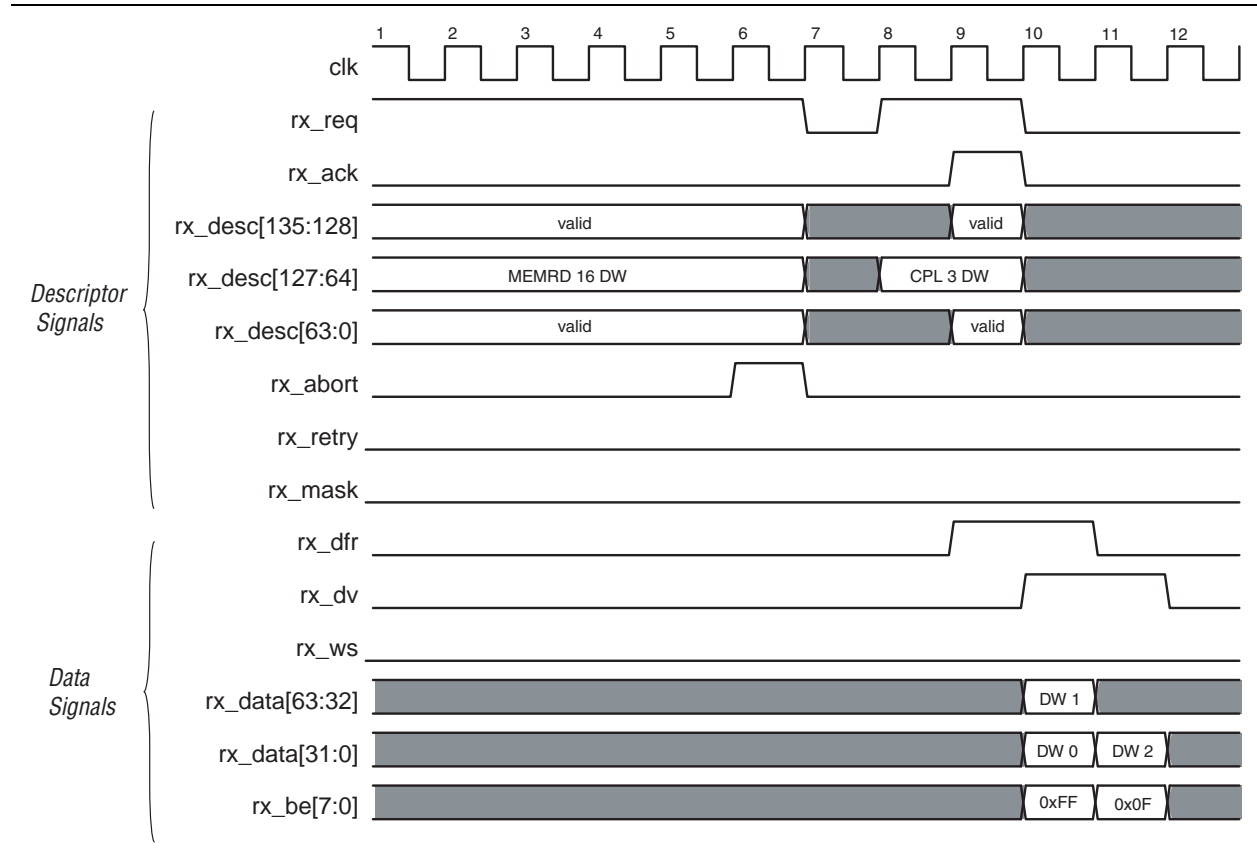 1 2 3 4 5 6 7 8 9 10 11 12
clk
rx_req
rx_ack
rx_desc[135:128] valid valid
rx_desc[127:64] MEMRD 16 DW CPL 3 DW
Descriptor
Signals
rx_desc[63:0] valid valid
rx_abort
rx_retry
rx_mask
rx_dfr
rx_dv
rx_ws
Data
Signals
rx_data[63:32] DW 1
rx_data[31:0] DW 0 DW 2
rx_be[7:0] 0xFF 0x0F